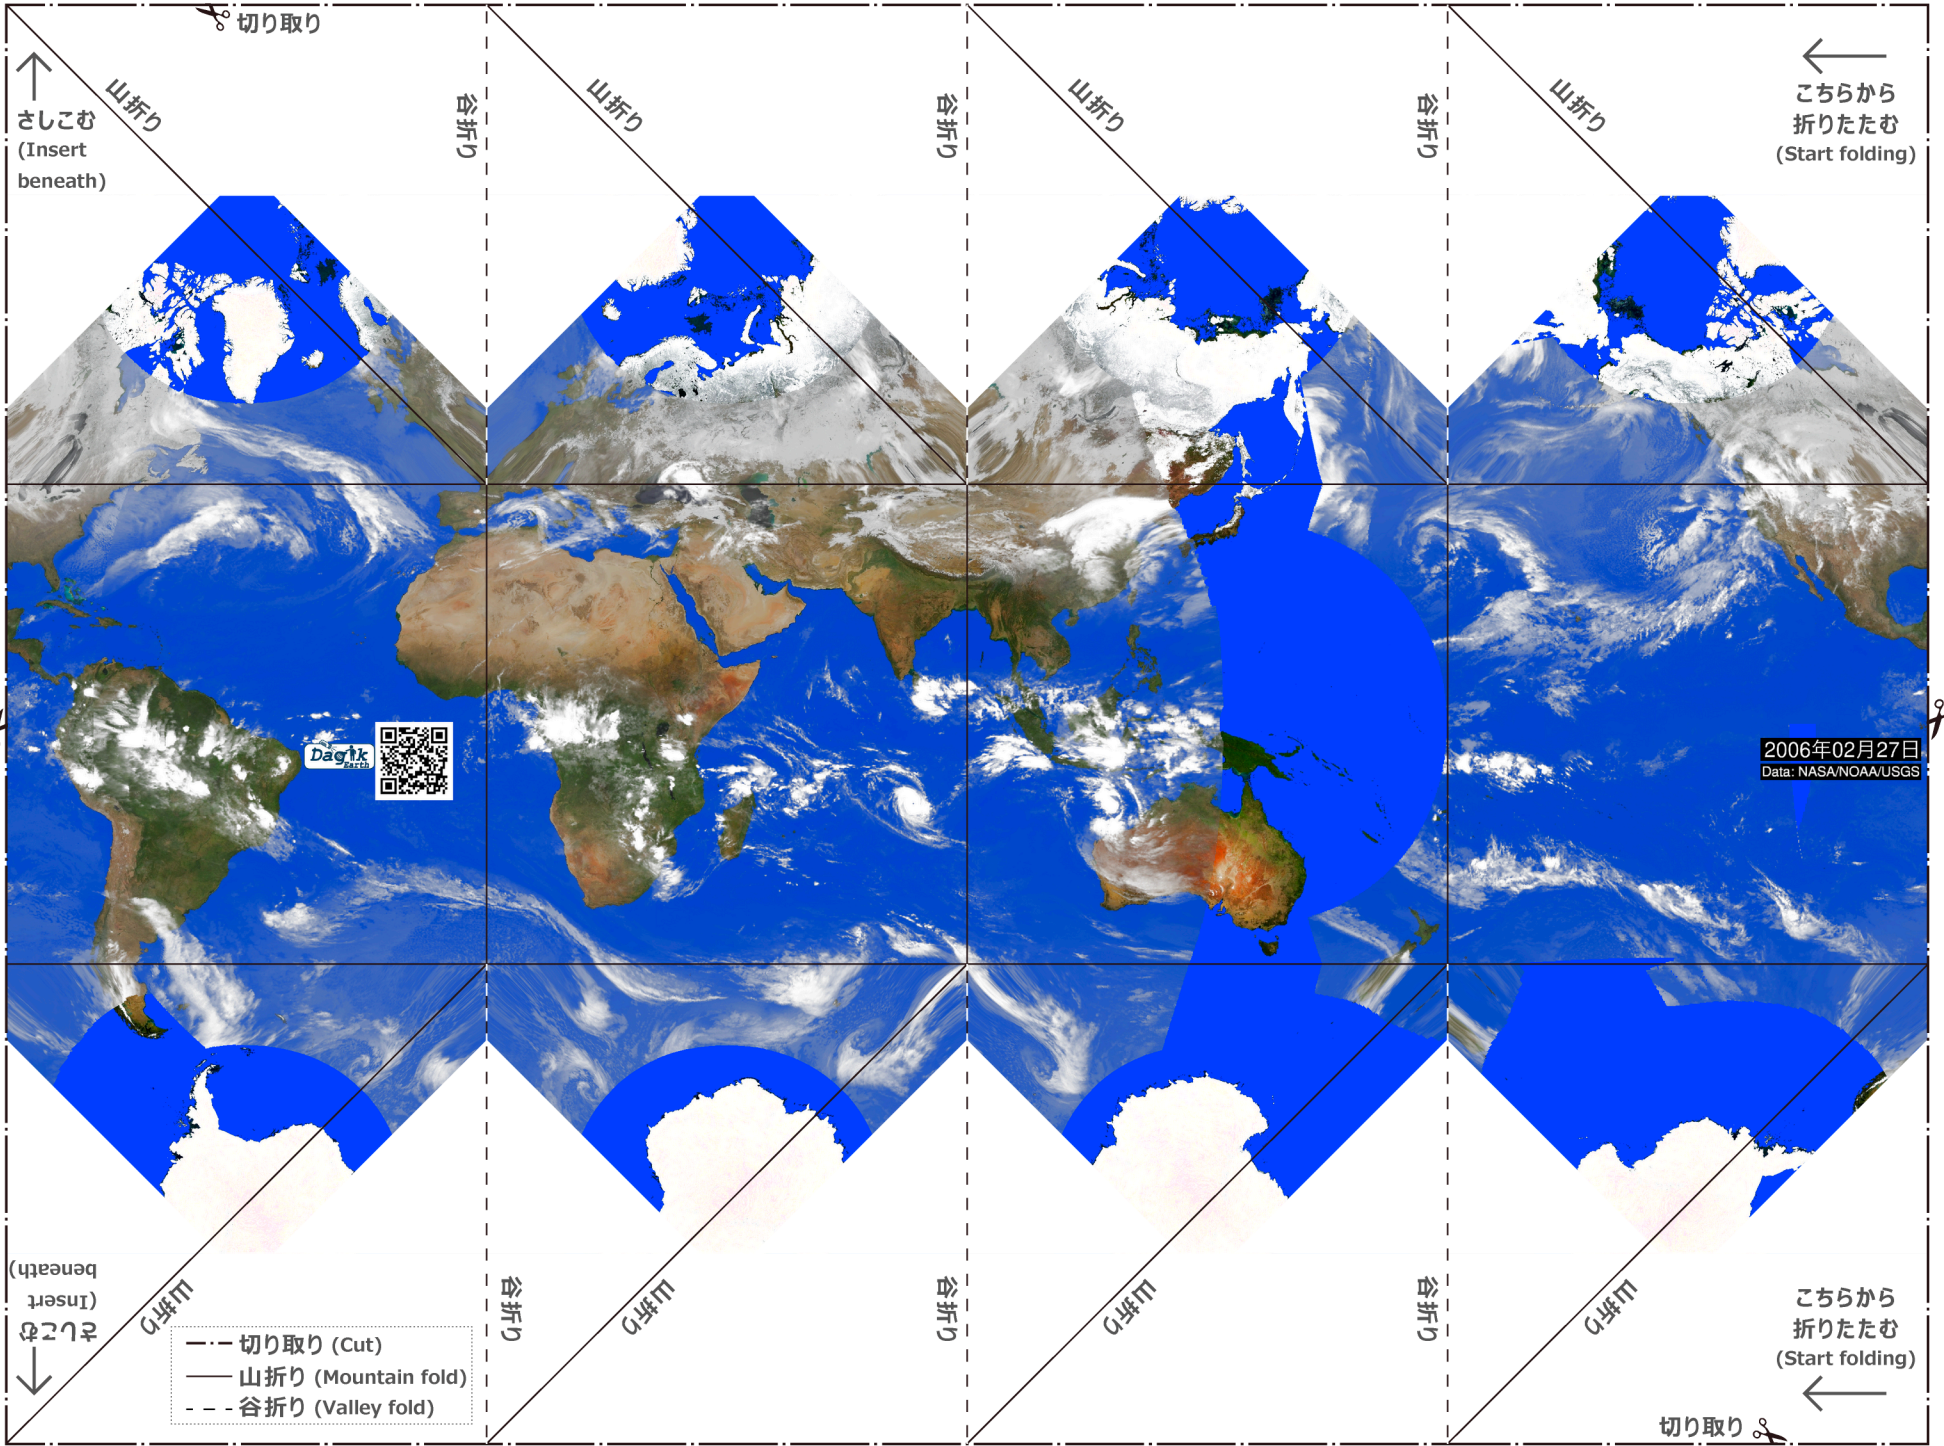 切り取り
山折り
谷折り
山折り
谷折り
山折り
谷折り
山折り
さしこむ
(Insert
beneath)
こちらから
折りたたむ
(Start folding)
Dagik
Earth
2006年02月27日
Data: NASA/NOAA/USGS
さしこむ
(Insert
beneath)
山折り
谷折り
山折り
谷折り
山折り
谷折り
山折り
こちらから
折りたたむ
(Start folding)
切り取り (Cut)
山折り (Mountain fold)
谷折り (Valley fold)
切り取り